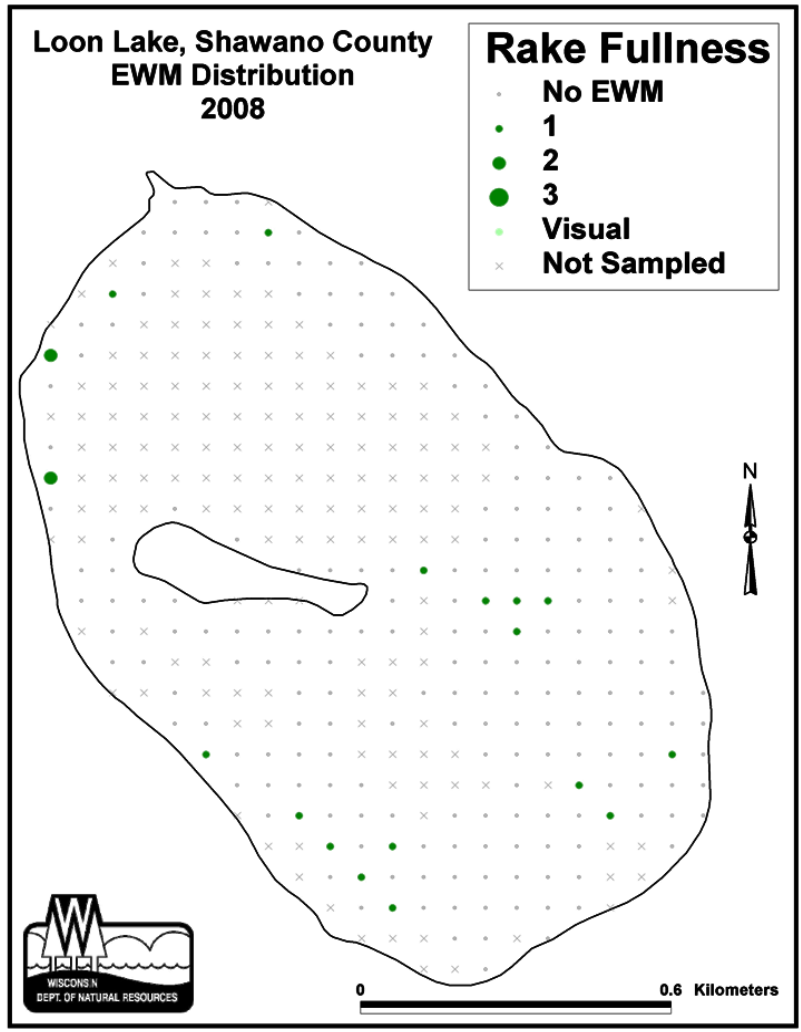 Loon Lake, Shawano County
EWM Distribution
2008
Rake Fullness
No EWM
1
2
3
Visual
Not Sampled
N
W
WISCONSIN
DEPT. OF NATURAL RESOURCES
0
0.6 Kilometers